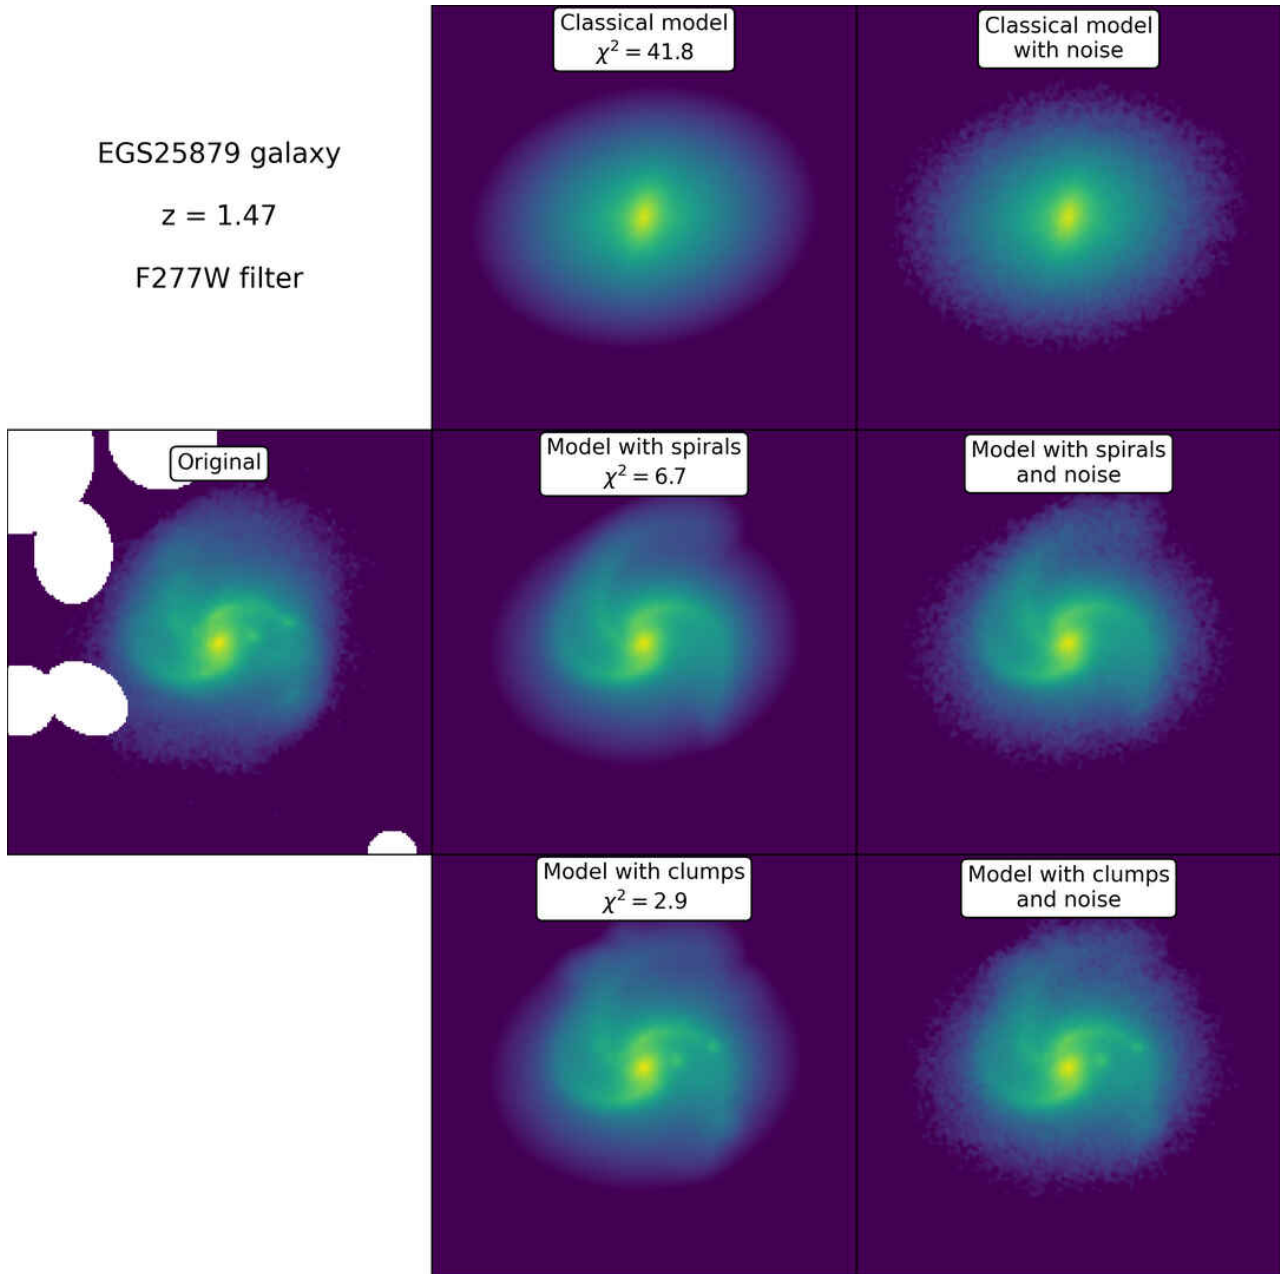 Classical model
χ² = 41.8
Classical model
with noise
EGS25879 galaxy
z = 1.47
F277W filter
Original
Model with spirals
χ² = 6.7
Model with spirals
and noise
Model with clumps
χ² = 2.9
Model with clumps
and noise